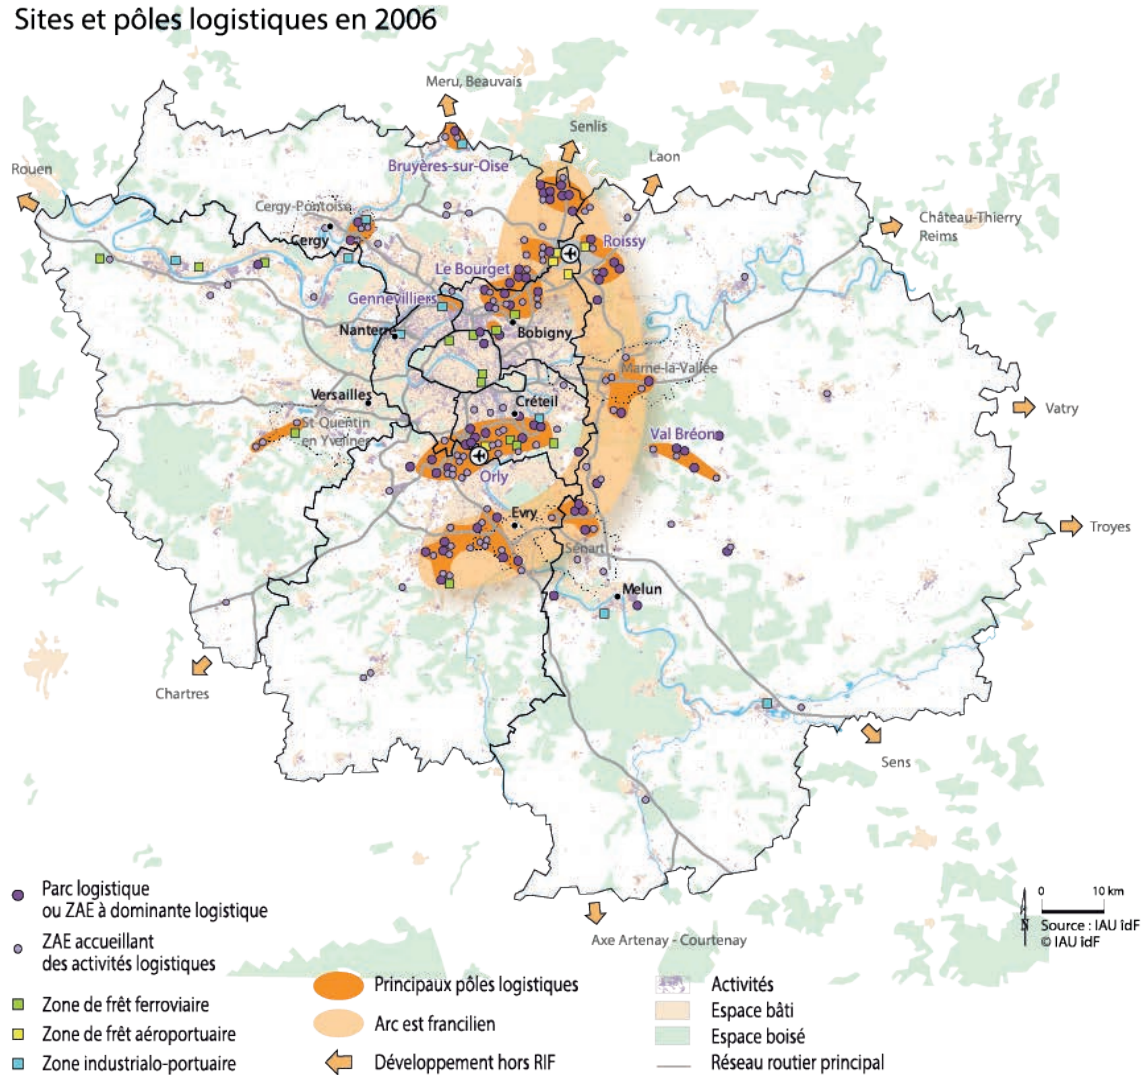 Sites et pôles logistiques en 2006
Meru, Beauvais
Senlis
Laon
Rouen
Bruyères-sur-Oise
Château-Thierry
Reims
Cergy-Pontoise
Cergy
Roissy
Le Bourget
Gennevilliers
Nanterre
Bobigny
Marne-la-Vallée
Versailles
Créteil
Vatry
St Quentin
en Yvelines
Val Bréon
Orly
Evry
Troyes
Sénart
Melun
Chartres
Sens
Axe Artenay - Courtenay
0 10 km
N
Source : IAU îdF
© IAU îdF
Parc logistique
ou ZAE à dominante logistique
ZAE accueillant
des activités logistiques
Zone de frêt ferroviaire
Zone de frêt aéroportuaire
Zone industrialo-portuaire
Principaux pôles logistiques
Arc est francilien
Développement hors RIF
Activités
Espace bâti
Espace boisé
Réseau routier principal